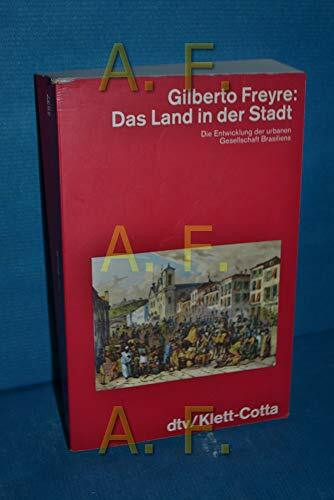 A. F.
Gilberto Freyre:
Das Land in der Stadt
Die Entwicklung der urbanen
Gesellschaft Brasiliens
A. F.
dtv/Klett-Cotta
A. F.